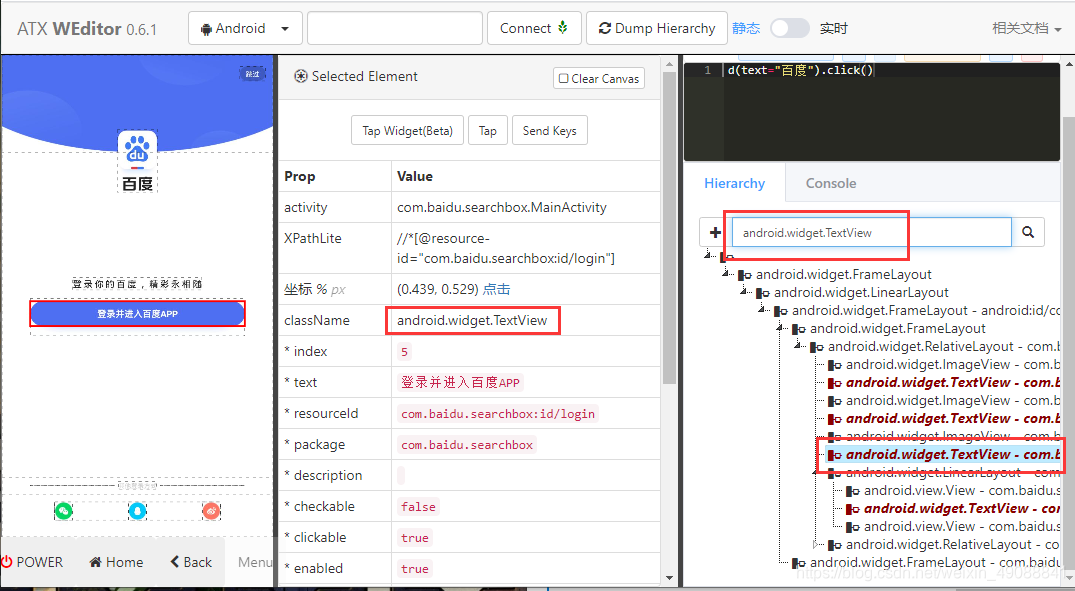 ATX WEditor 0.6.1
Android
Connect
Dump Hierarchy
静态
实时
相关文档
跳过
du
百度
登录你的百度，精彩永相随
登录并进入百度APP
POWER
Home
Back
Menu
Selected Element
Clear Canvas
Tap Widget(Beta)
Tap
Send Keys
Prop Value
activity com.baidu.searchbox.MainActivity
XPathLite //*[@resource-
id="com.baidu.searchbox:id/login"]
坐标 % px (0.439, 0.529) 点击
className android.widget.TextView
* index 5
* text 登录并进入百度APP
* resourceId com.baidu.searchbox:id/login
* package com.baidu.searchbox
* description
* checkable false
* clickable true
* enabled true
1 d(text="百度").click()
Hierarchy
Console
android.widget.TextView
android.widget.FrameLayout
android.widget.LinearLayout
android.widget.FrameLayout - android:id/co
android.widget.FrameLayout
android.widget.RelativeLayout - com.b
android.widget.ImageView - com.b
android.widget.TextView - com.b
android.widget.ImageView - com.b
android.widget.TextView - com.b
android.widget.ImageView - com.b
android.widget.TextView - com.b
android.widget.LinearLayout - com
android.view.View - com.baidu.s
android.widget.TextView - com
android.view.View - com.baidu.s
android.widget.RelativeLayout - co
android.widget.FrameLayout - com.baidu